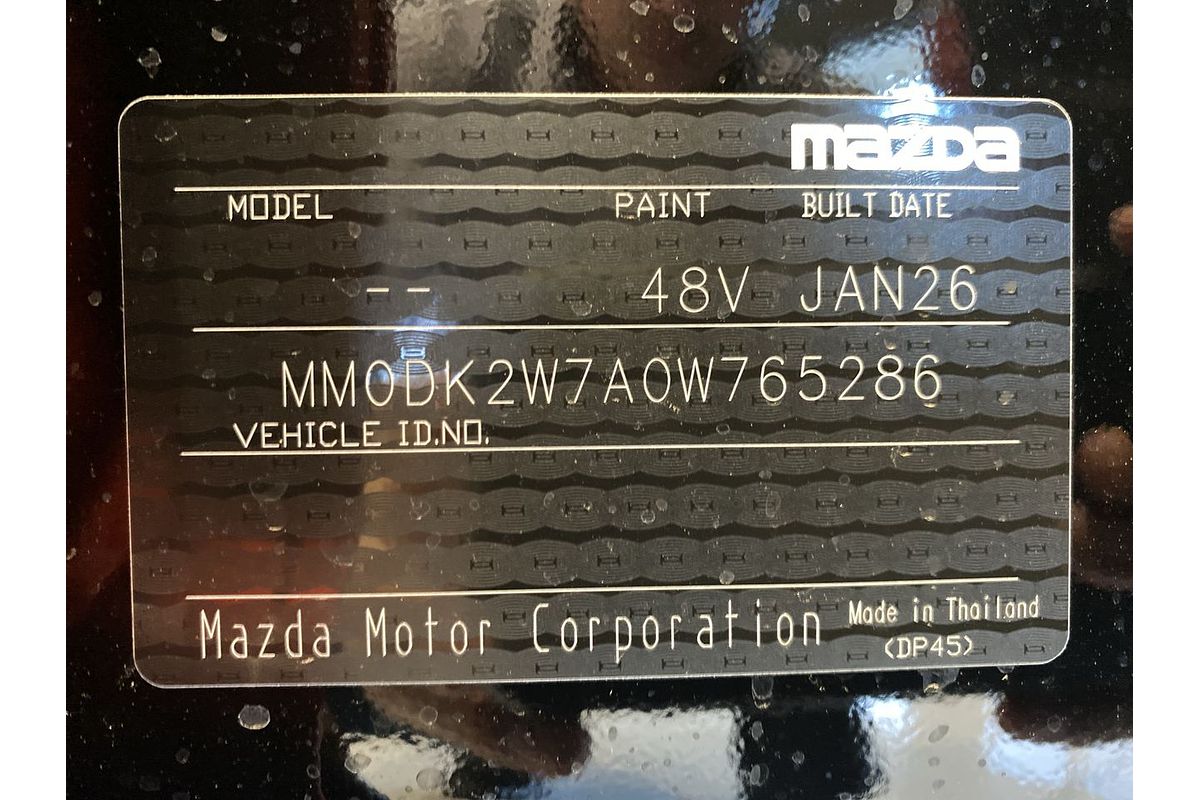 mazda
MODEL PAINT BUILT DATE
-- 48V JAN26
MM0DK2W7A0W765286
VEHICLE ID.NO.
Mazda Motor Corporation Made in Thailand
(DP45)